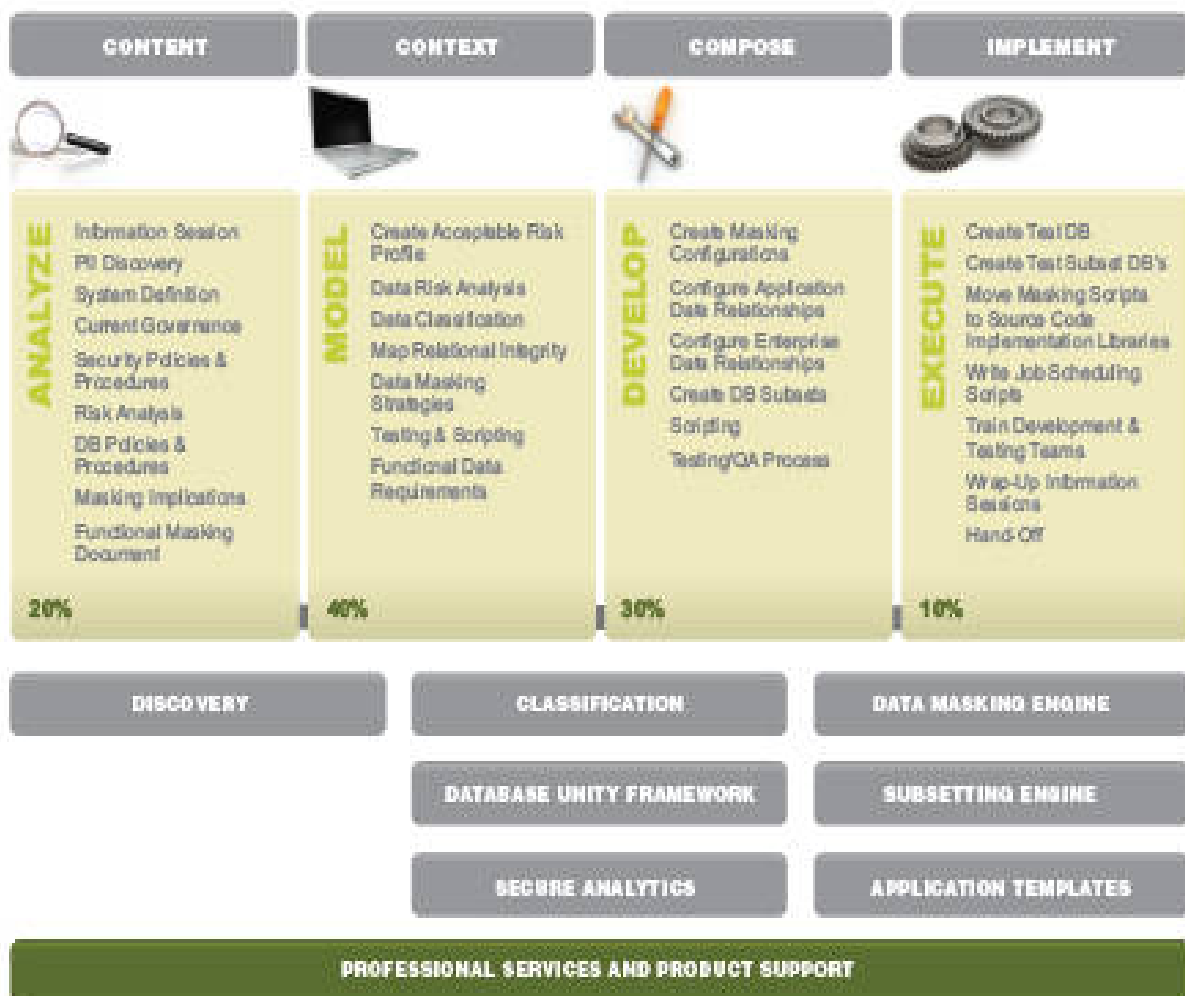 CONTENT
CONTEXT
COMPOSE
IMPLEMENT
ANALYZE
Information Session
PII Discovery
System Definition
Current Governance
Security Policies &
Procedures
Risk Analysis
DB Policies &
Procedures
Masking Implications
Functional Masking
Document
20%
MODEL
Create Acceptable Risk
Profile
Data Risk Analysis
Data Classification
Map Relational Integrity
Data Masking
Strategies
Testing & Scripting
Functional Data
Requirements
40%
DEVELOP
Create Masking
Configurations
Configure Application
Data Relationships
Configure Enterprise
Data Relationships
Create DB Subsets
Scripting
Testing/QA Process
30%
EXECUTE
Create Test DB
Create Test Subset DB's
Move Masking Scripts
to Source Code
Implementation Libraries
Write Job Scheduling
Scripts
Train Development &
Testing Teams
Wrap-Up Information
Sessions
Hand-Off
10%
DISCOVERY
CLASSIFICATION
DATA MASKING ENGINE
DATABASE UNITY FRAMEWORK
SUBSETTING ENGINE
SECURE ANALYTICS
APPLICATION TEMPLATES
PROFESSIONAL SERVICES AND PRODUCT SUPPORT